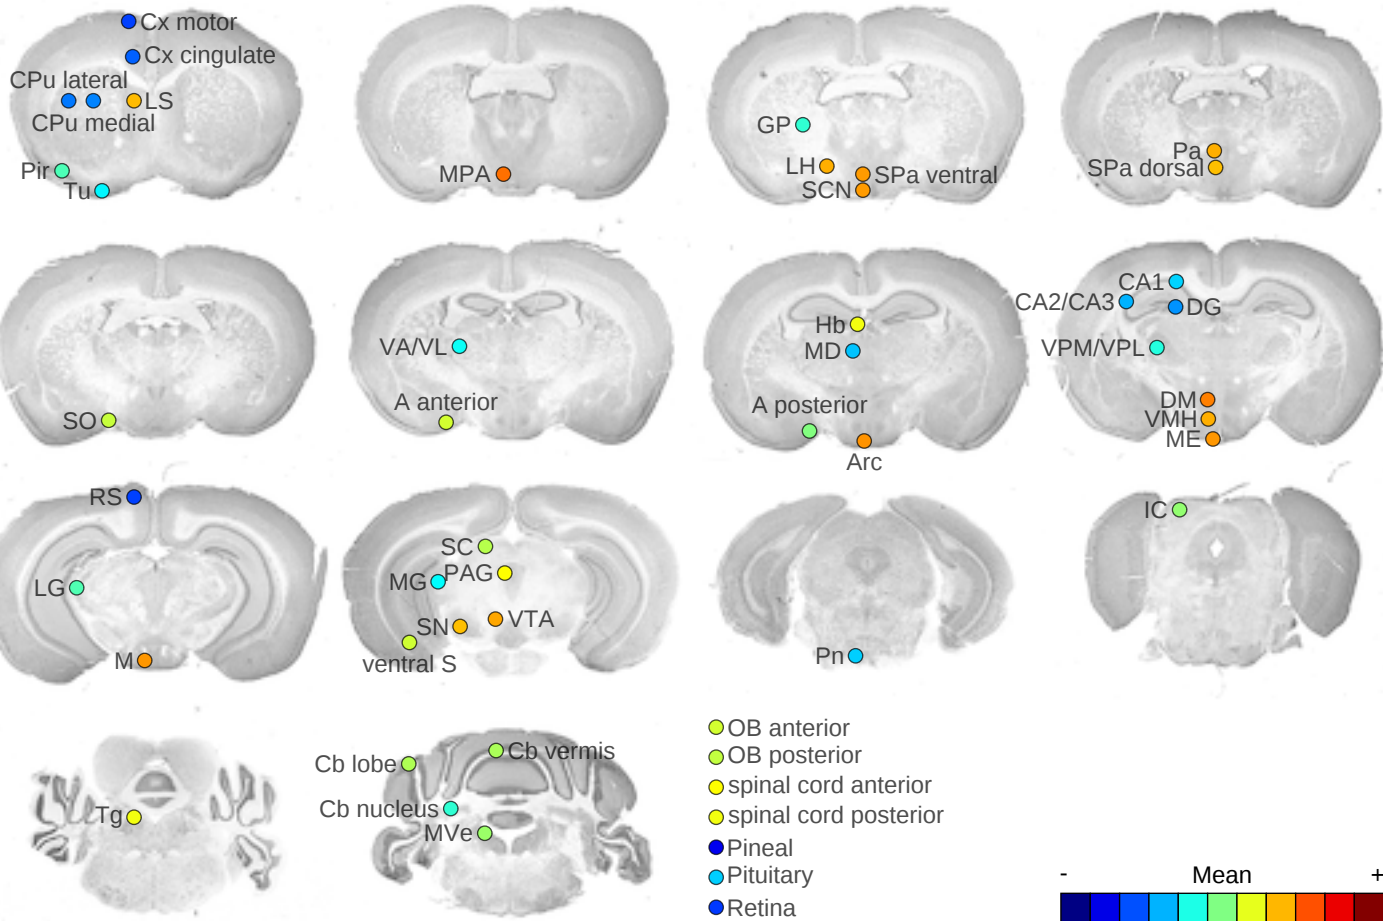 Cx motor
Cx cingulate
CPu lateral
LS
CPu medial
Pir
Tu
MPA
GP
LH
SPa ventral
SCN
Pa
SPa dorsal
SO
VA/VL
A anterior
Hb
MD
A posterior
Arc
CA1
CA2/CA3
DG
VPM/VPL
DM
VMH
ME
RS
LG
M
SC
PAG
MG
SN
VTA
ventral S
Pn
IC
Tg
Cb lobe
Cb vermis
Cb nucleus
MVe
OB anterior
OB posterior
spinal cord anterior
spinal cord posterior
Pineal
Pituitary
Retina
- Mean +